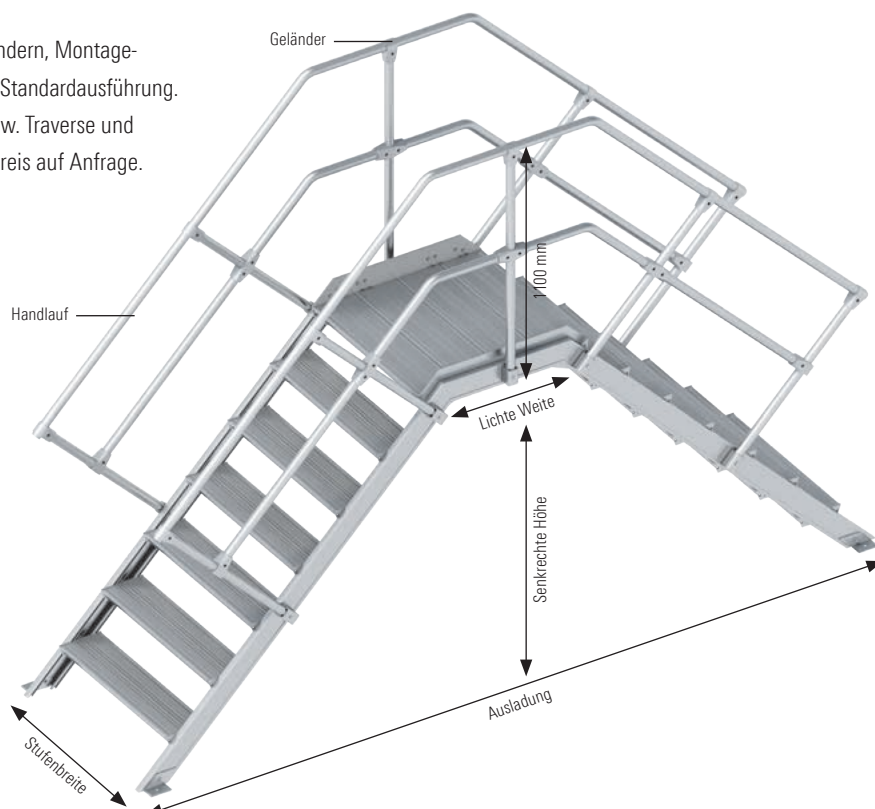 ndern, Montage-
Standardausführung.
w. Traverse und
reis auf Anfrage.
Geländer
Handlauf
1100 mm
Lichte Weite
Senkrechte Höhe
Ausladung
Stufenbreite